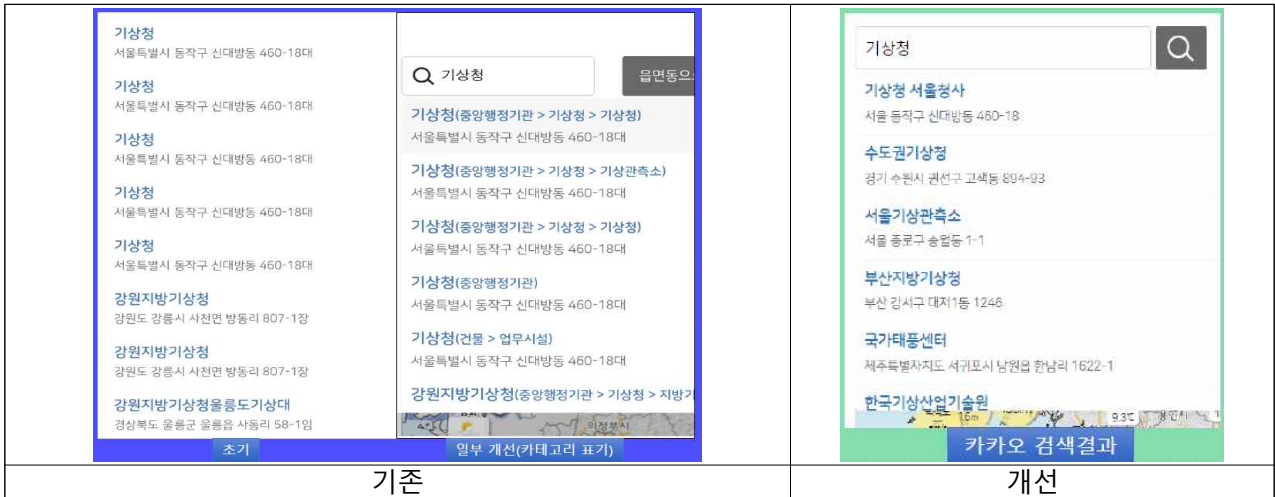 기상청
서울특별시 동작구 신대방동 460-18대
기상청
서울특별시 동작구 신대방동 460-18대
기상청
서울특별시 동작구 신대방동 460-18대
기상청
서울특별시 동작구 신대방동 460-18대
기상청
서울특별시 동작구 신대방동 460-18대
강원지방기상청
강원도 강릉시 사천면 방동리 807-1장
강원지방기상청
강원도 강릉시 사천면 방동리 807-1장
강원지방기상청울릉도기상대
경상북도 울릉군 울릉읍 사동리 58-1임
초기
기상청
읍면동으
기상청(중앙행정기관 > 기상청 > 기상청)
서울특별시 동작구 신대방동 460-18대
기상청(중앙행정기관 > 기상청 > 기상관측소)
서울특별시 동작구 신대방동 460-18대
기상청(중앙행정기관 > 기상청 > 기상청)
서울특별시 동작구 신대방동 460-18대
기상청(중앙행정기관)
서울특별시 동작구 신대방동 460-18대
기상청(건물 > 업무시설)
서울특별시 동작구 신대방동 460-18대
강원지방기상청(중앙행정기관 > 기상청 > 지방기
의정부시
일부 개선(카테고리 표기)
기존
기상청
기상청 서울청사
서울 동작구 신대방동 460-18
수도권기상청
경기 수원시 권선구 고색동 894-93
서울기상관측소
서울 종로구 송월동 1-1
부산지방기상청
부산 강서구 대저1동 1246
국가태풍센터
제주특별자치도 서귀포시 남원읍 한남리 1622-1
한국기상산업기술원
1.6m
9.3℃
카카오 검색결과
개선